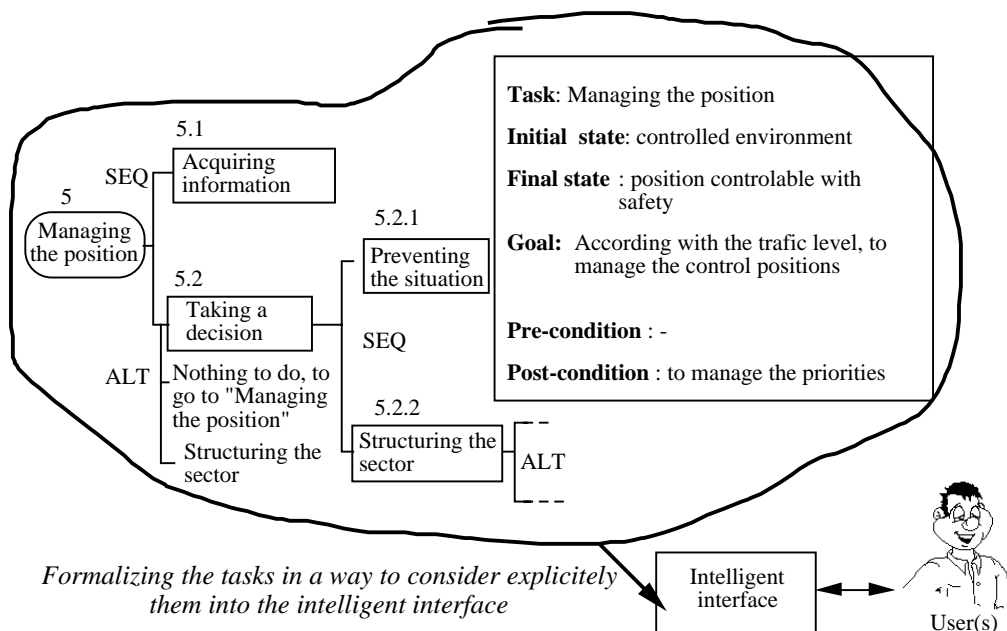 5.1
Acquiring
information
SEQ
5
Managing
the position
5.2
Taking a
decision
ALT
Nothing to do, to
go to "Managing
the position"
Structuring the
sector
5.2.1
Preventing
the situation
SEQ
5.2.2
Structuring the
sector
ALT
Task: Managing the position
Initial state: controlled environment
Final state : position controlable with
safety
Goal: According with the trafic level, to
manage the control positions
Pre-condition : -
Post-condition : to manage the priorities
Formalizing the tasks in a way to consider explicitely
them into the intelligent interface
Intelligent
interface
User(s)